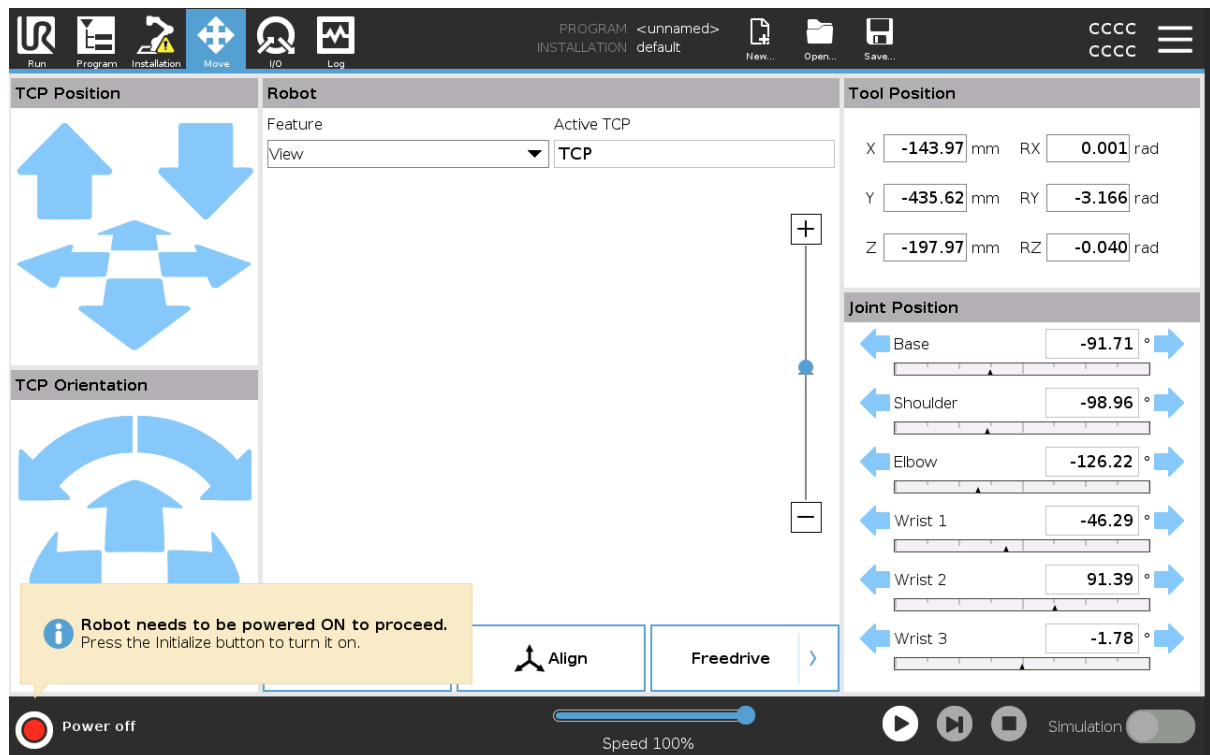 Run Program Installation Move I/O Log
PROGRAM <unnamed>
INSTALLATION default
New... Open... Save...
CCCC
CCCC
TCP Position
Robot
Feature
Active TCP
View
TCP
+
−
TCP Orientation
Robot needs to be powered ON to proceed.
Press the Initialize button to turn it on.
Align
Freedrive
Tool Position
X -143.97 mm RX 0.001 rad
Y -435.62 mm RY -3.166 rad
Z -197.97 mm RZ -0.040 rad
Joint Position
Base -91.71 °
Shoulder -98.96 °
Elbow -126.22 °
Wrist 1 -46.29 °
Wrist 2 91.39 °
Wrist 3 -1.78 °
Power off
Speed 100%
Simulation